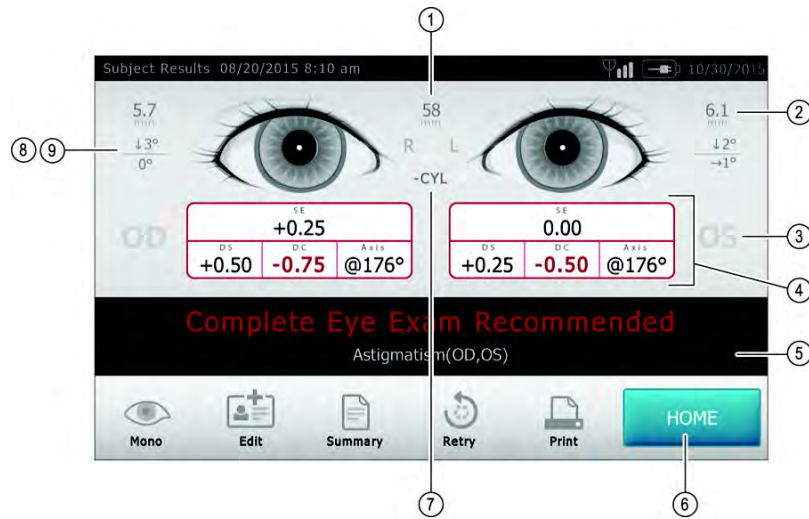 1
Subject Results 08/20/2015 8:10 am 10/30/2015
5.7 58 6.1 2
8 9 ↓3° R L ↓2°
0° →1°
-CYL
OD OS 3
SE SE
+0.25 0.00
DS DC Axis DS DC Axis
+0.50 -0.75 @176° +0.25 -0.50 @176°
4
Complete Eye Exam Recommended
Astigmatism(OD,OS) 5
HOME
Mono Edit Summary Retry Print
7 6